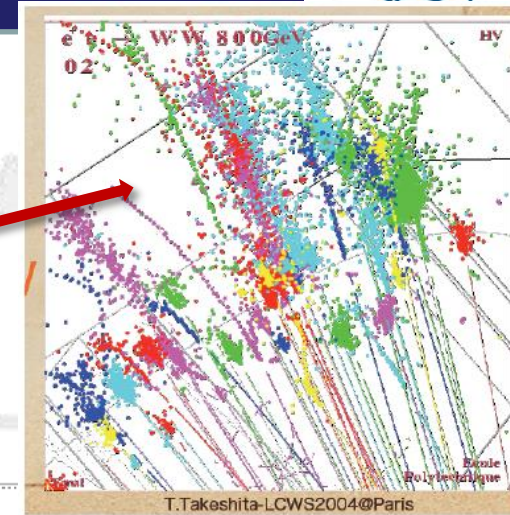 W W 800GeV
HV
02
Ecole
Polytechnique
T.Takeshita-LCWS2004@Paris